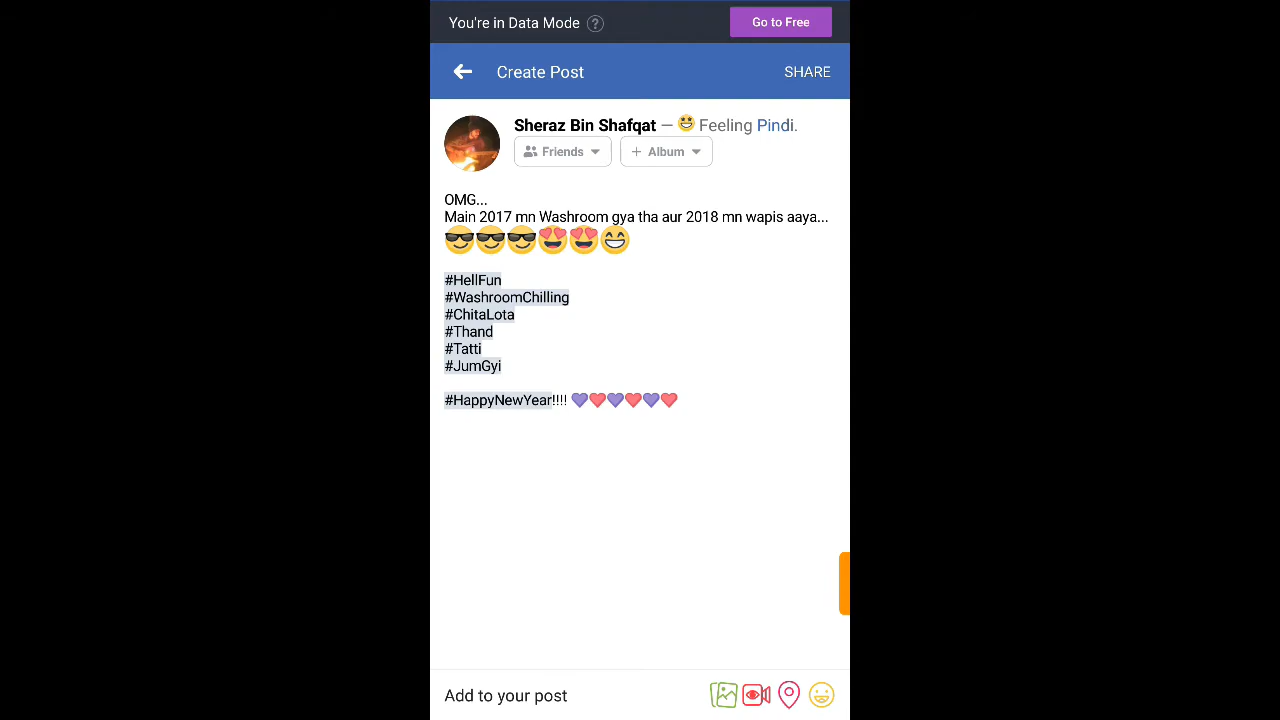 You're in Data Mode ?
Go to Free
Create Post
SHARE
Sheraz Bin Shafqat — 😃 Feeling Pindi.
Friends
+ Album
OMG...
Main 2017 mn Washroom gya tha aur 2018 mn wapis aaya...
😎😎😎😍😍😁
#HellFun
#WashroomChilling
#ChitaLota
#Thand
#Tatti
#JumGyi
#HappyNewYear!!!! 💜❤️💜❤️💜❤️
Add to your post